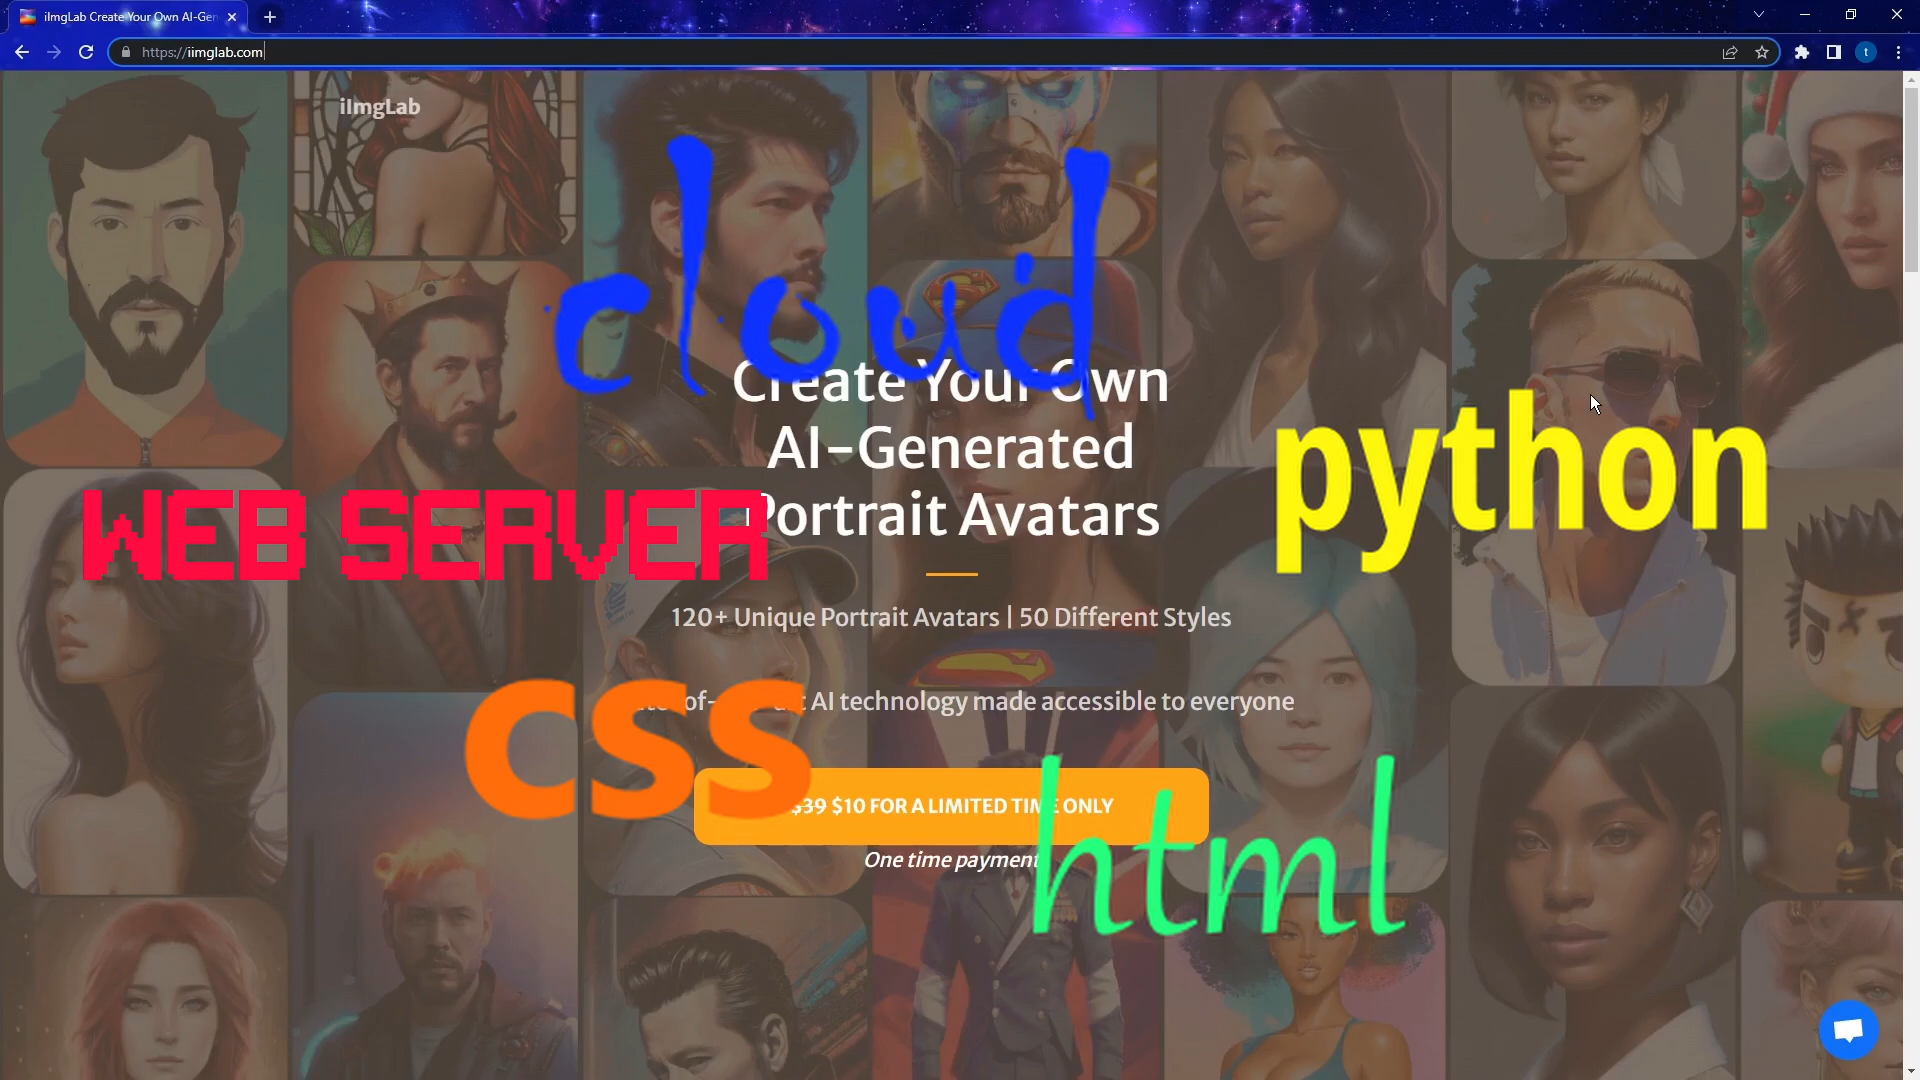 iImgLab Create Your Own AI-Gen
https://iimglab.com
t
iImgLab
cloud
Create Your Own
AI-Generated
Portrait Avatars
python
WEB SERVER
120+ Unique Portrait Avatars | 50 Different Styles
AI technology made accessible to everyone
css
$39 $10 FOR A LIMITED TIME ONLY
One time payment
html